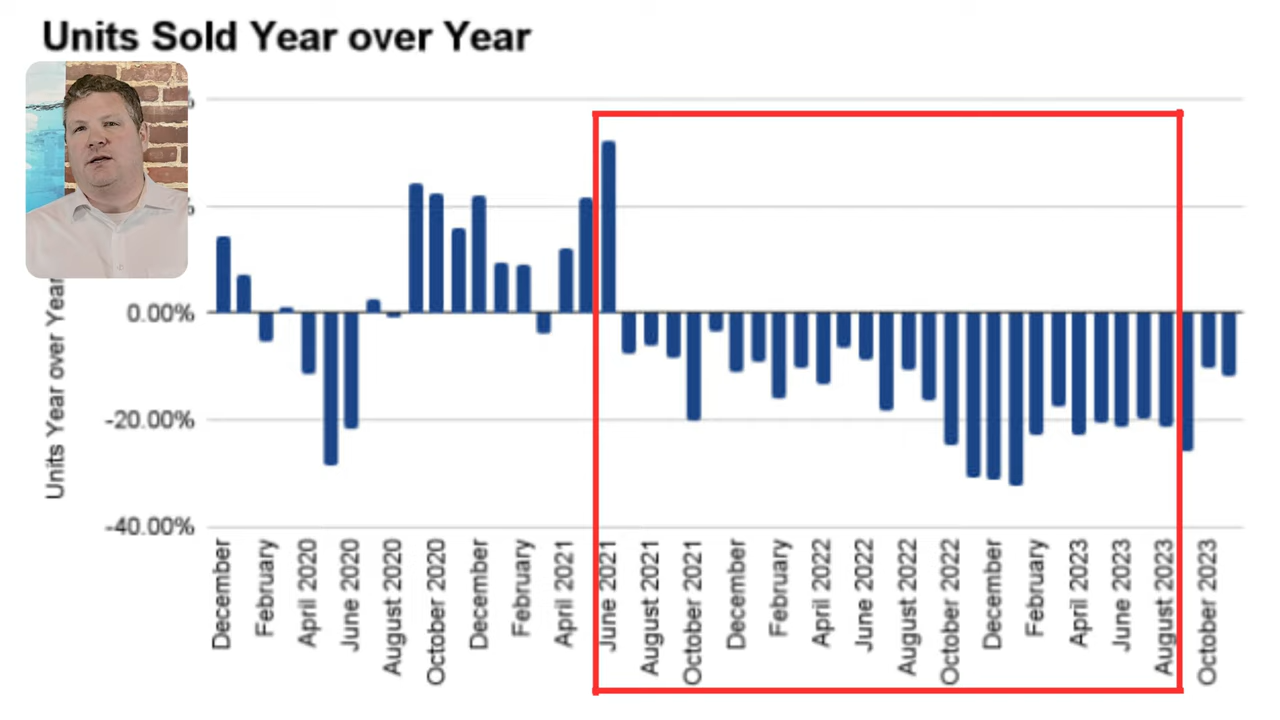 Units Sold Year over Year
%
%
0.00%
-20.00%
-40.00%
Units Year over Year
December
February
April 2020
June 2020
August 2020
October 2020
December
February
April 2021
June 2021
August 2021
October 2021
December
February
April 2022
June 2022
August 2022
October 2022
December
February
April 2023
June 2023
August 2023
October 2023